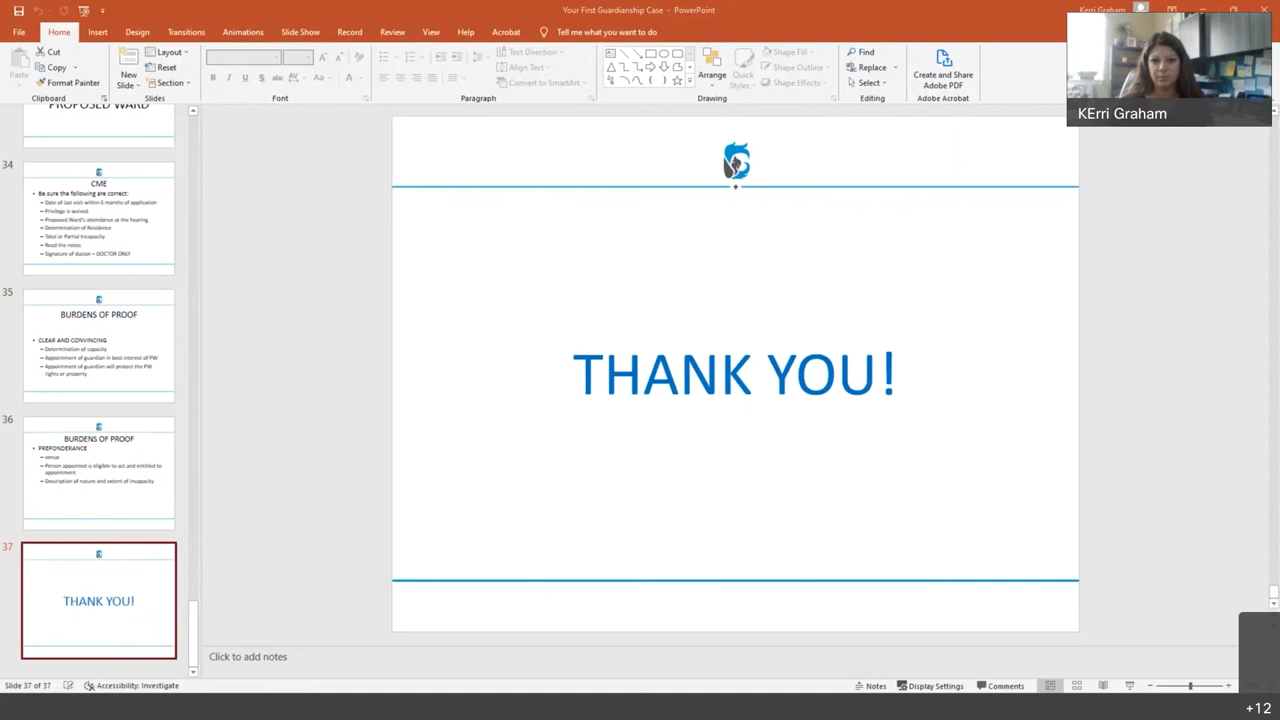 Your First Guardianship Case - PowerPoint
Kerri Graham
File Home Insert Design Transitions Animations Slide Show Record Review View Help Acrobat Tell me what you want to do
Paste
Cut
Copy
Format Painter
Clipboard
New Slide
Layout
Reset
Section
Slides
B I U S abc AV Aa A
Font
Text Direction
Align Text
Convert to SmartArt
Paragraph
Arrange
Quick Styles
Shape Fill
Shape Outline
Shape Effects
Drawing
Find
Replace
Select
Editing
Create and Share
Adobe PDF
Adobe Acrobat
KErri Graham
PROPOSED WARD
34
CME
• Be sure the following are correct:
– Date of last visit within 6 months of application
– Privilege is waived
– Proposed Ward's attendance at the hearing
– Determination of Residence
– Total or Partial Incapacity
– Read the notes
– Signature of doctor – DOCTOR ONLY
35
BURDENS OF PROOF
• CLEAR AND CONVINCING
– Determination of capacity
– Appointment of guardian in best interest of PW
– Appointment of guardian will protect the PW
rights or property
36
BURDENS OF PROOF
• PREPONDERANCE
– venue
– Person appointed is eligible to act and entitled to
appointment
– Description of nature and extent of incapacity
37
THANK YOU!
THANK YOU!
Click to add notes
Slide 37 of 37 Accessibility: Investigate
Notes Display Settings Comments
+12